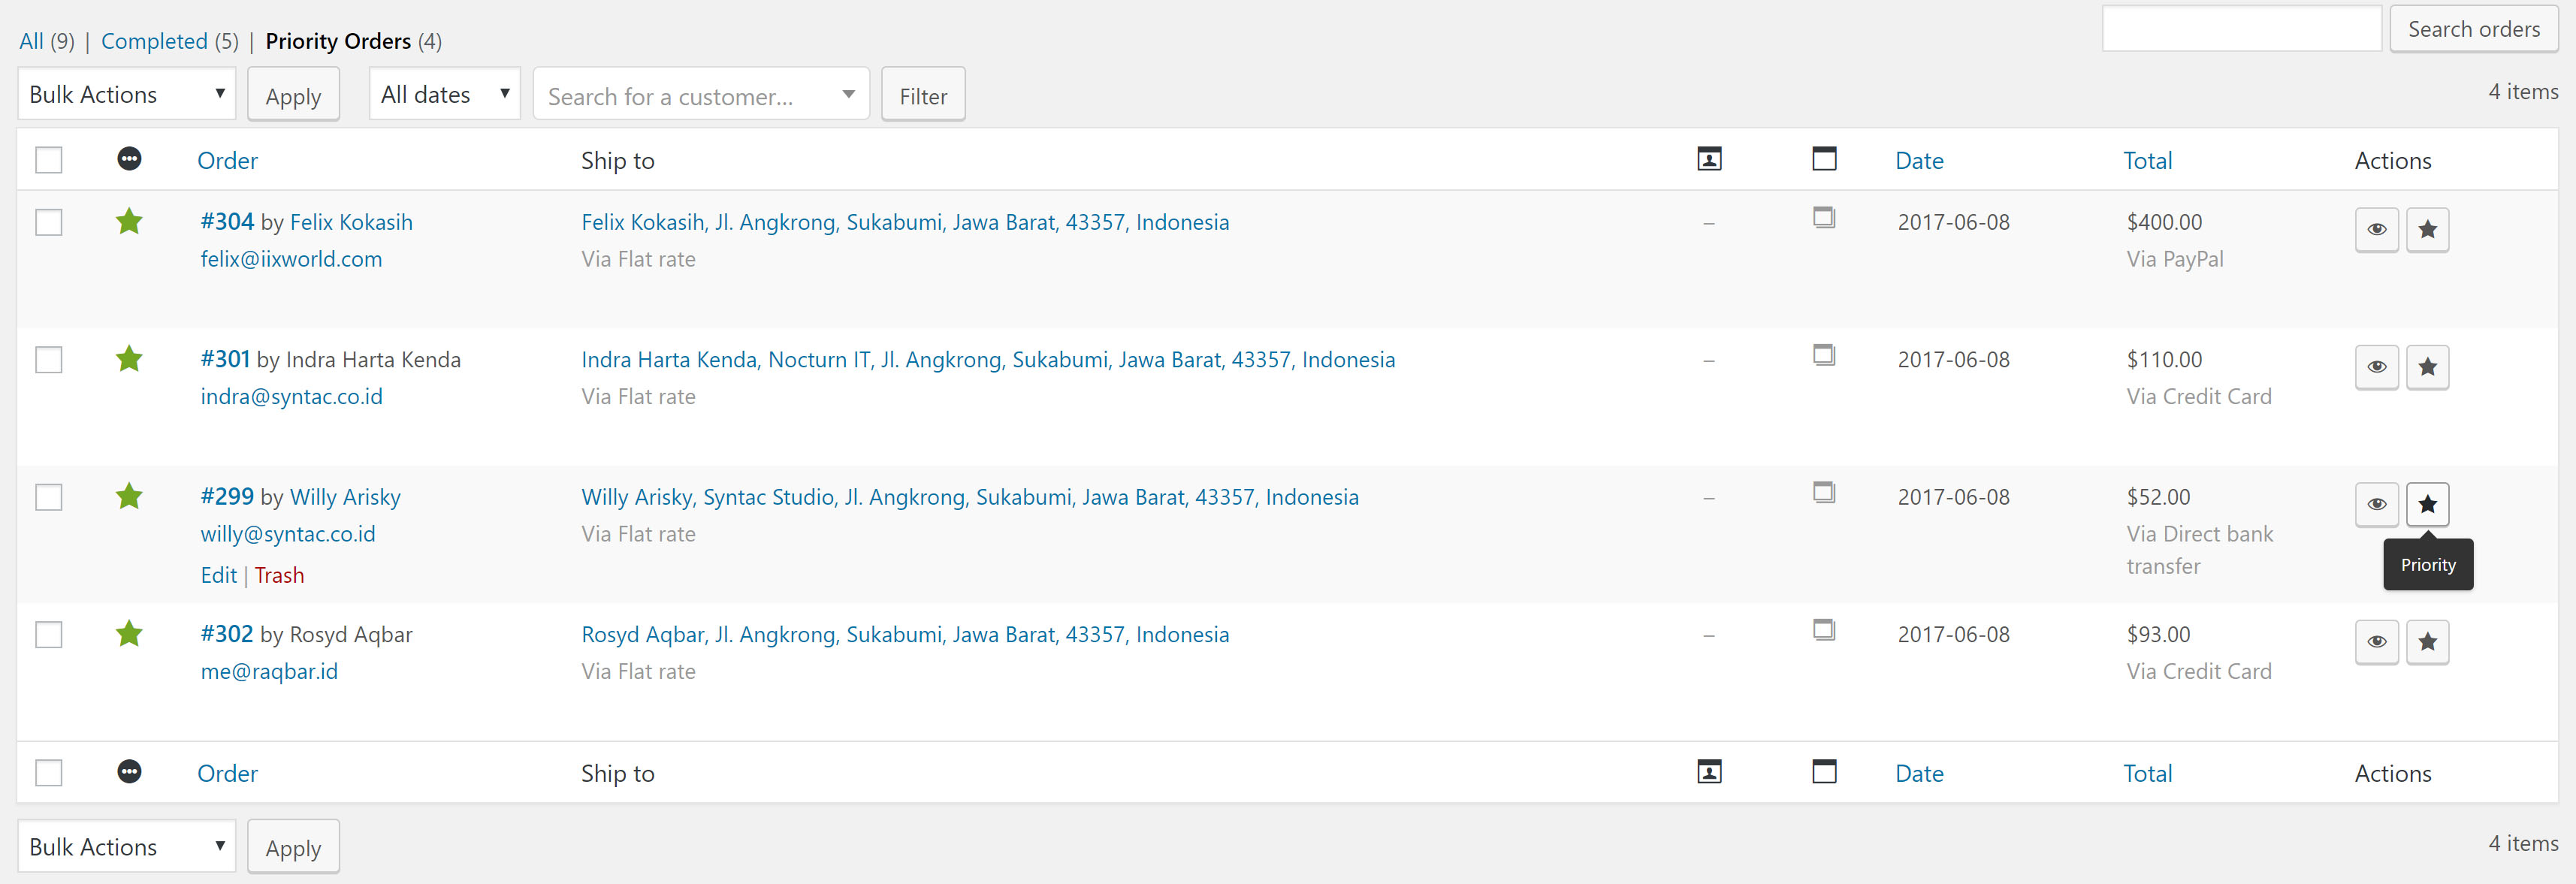 All (9) | Completed (5) | Priority Orders (4)
Search orders
Bulk Actions Apply All dates Search for a customer... Filter 4 items
Order Ship to Date Total Actions
#304 by Felix Kokasih Felix Kokasih, Jl. Angkrong, Sukabumi, Jawa Barat, 43357, Indonesia – 2017-06-08 $400.00
felix@iixworld.com Via Flat rate Via PayPal
#301 by Indra Harta Kenda Indra Harta Kenda, Nocturn IT, Jl. Angkrong, Sukabumi, Jawa Barat, 43357, Indonesia – 2017-06-08 $110.00
indra@syntac.co.id Via Flat rate Via Credit Card
#299 by Willy Arisky Willy Arisky, Syntac Studio, Jl. Angkrong, Sukabumi, Jawa Barat, 43357, Indonesia – 2017-06-08 $52.00
willy@syntac.co.id Via Flat rate Via Direct bank
transfer Priority
Edit | Trash
#302 by Rosyd Aqbar Rosyd Aqbar, Jl. Angkrong, Sukabumi, Jawa Barat, 43357, Indonesia – 2017-06-08 $93.00
me@raqbar.id Via Flat rate Via Credit Card
Order Ship to Date Total Actions
Bulk Actions Apply 4 items